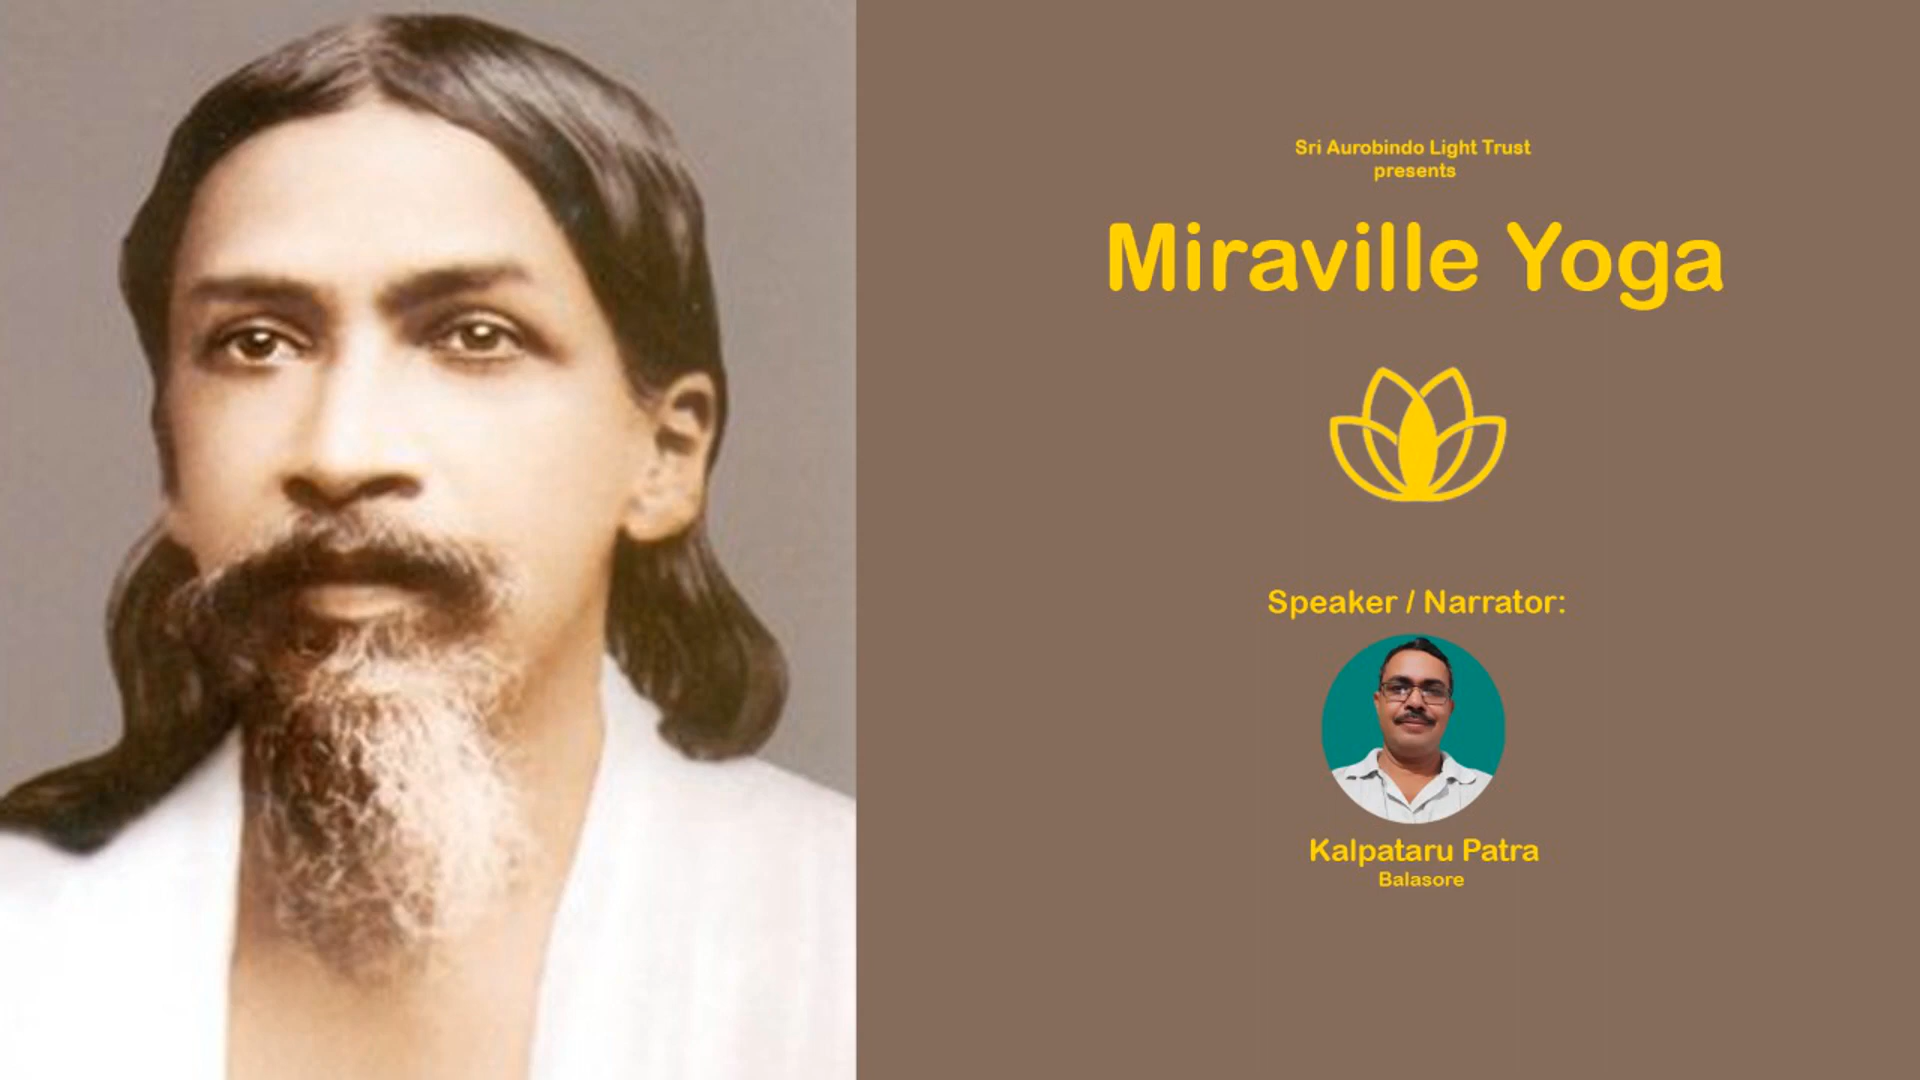 Sri Aurobindo Light Trust
presents
Miraville Yoga
Speaker / Narrator:
Kalpataru Patra
Balasore